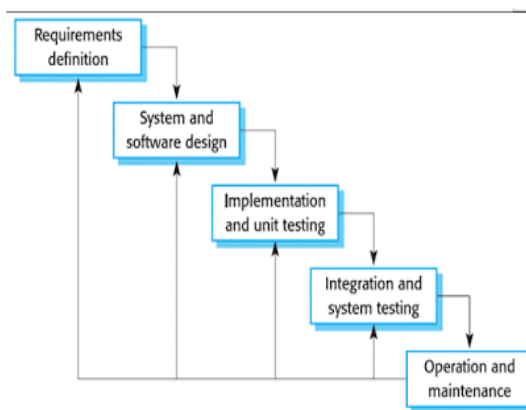 Requirements
definition
System and
software design
Implementation
and unit testing
Integration and
system testing
Operation and
maintenance